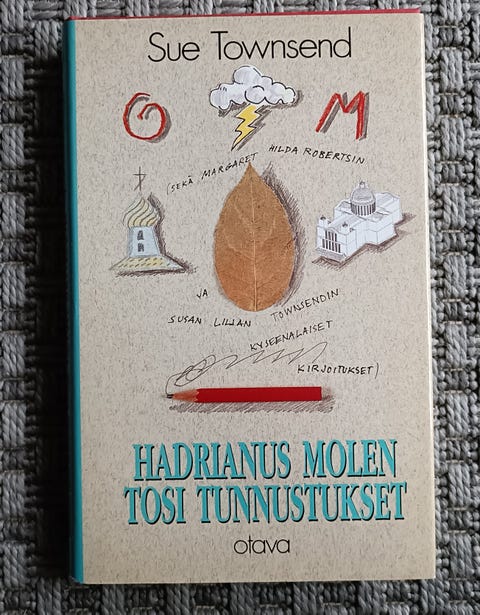 Sue Townsend
G M
(SEKÄ MARGARET HILDA ROBERTSIN
JA
SUSAN LILIAN TOWNSENDIN
KYSEENALAISET
KIRJOITUKSET)
HADRIANUS MOLEN
TOSI TUNNUSTUKSET
otava